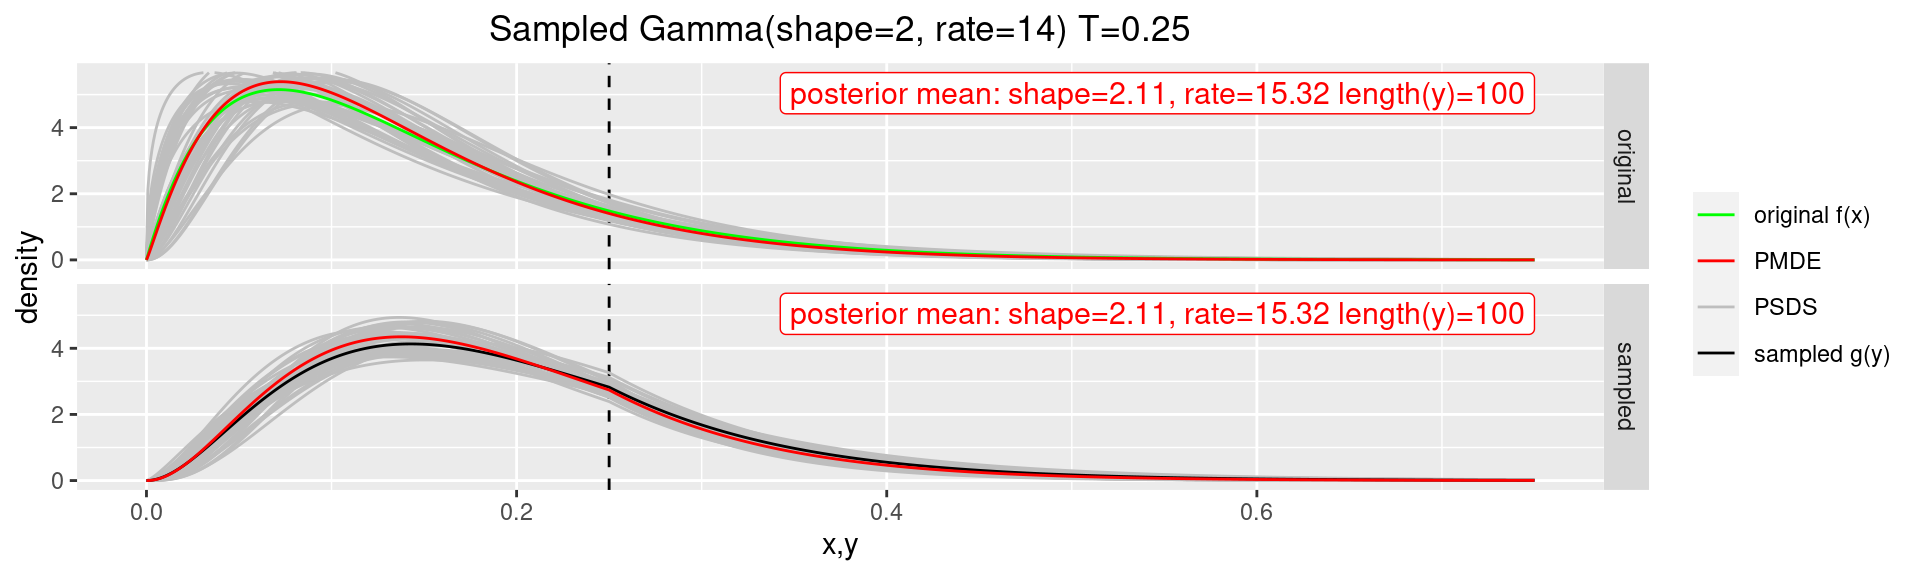 Sampled Gamma(shape=2, rate=14) T=0.25
posterior mean: shape=2.11, rate=15.32 length(y)=100
4
2
0
original
posterior mean: shape=2.11, rate=15.32 length(y)=100
4
2
0
sampled
density
0.0 0.2 0.4 0.6
x,y
original f(x)
PMDE
PSDS
sampled g(y)